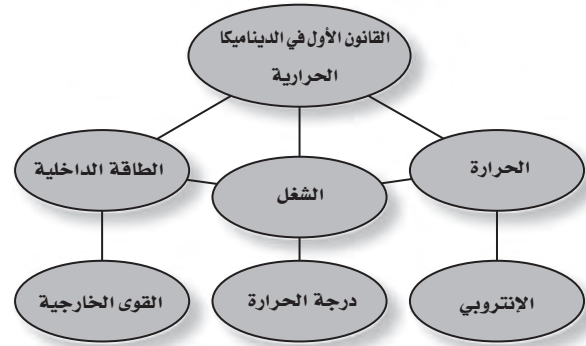 القانون الأول في الديناميكا
الحرارية
الحرارة
الشغل
الطاقة الداخلية
الإنتروبي
درجة الحرارة
القوى الخارجية